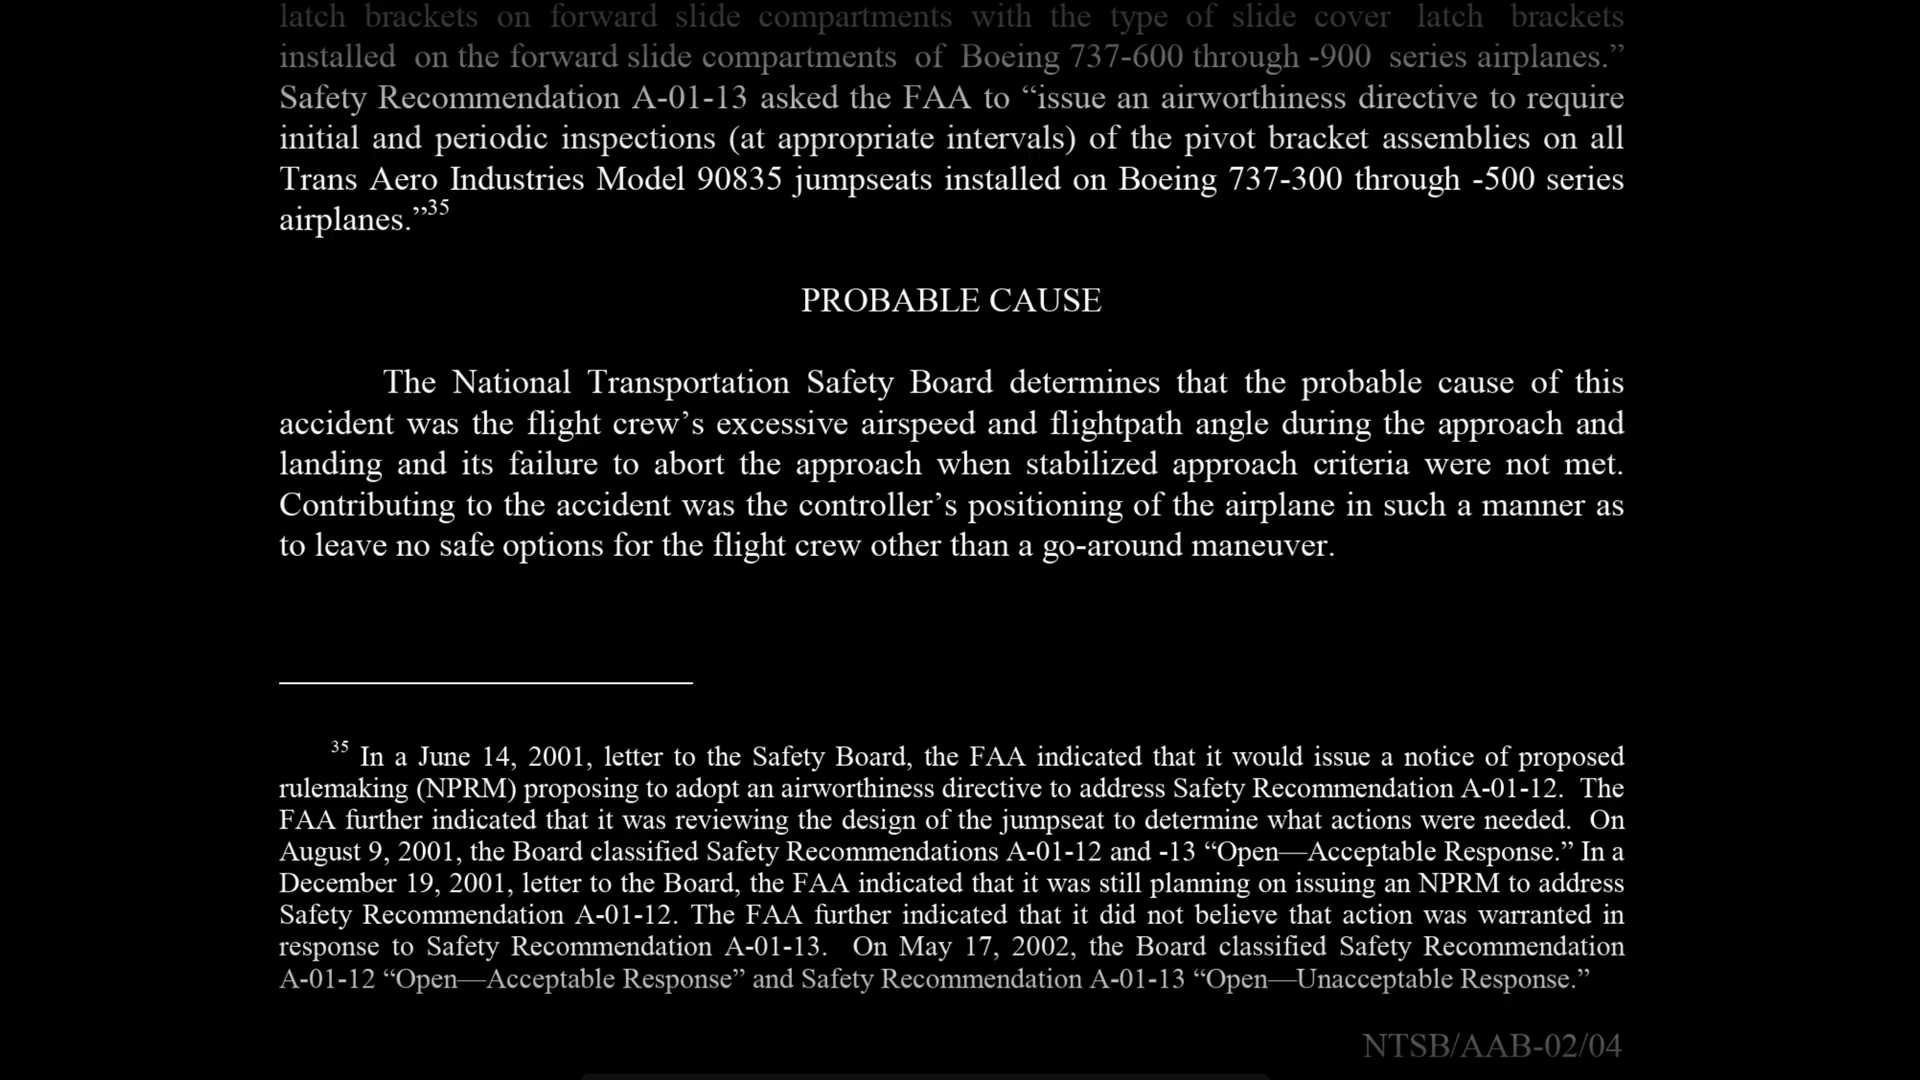 latch brackets on forward slide compartments with the type of slide cover latch brackets
installed on the forward slide compartments of Boeing 737-600 through -900 series airplanes.”
Safety Recommendation A-01-13 asked the FAA to “issue an airworthiness directive to require
initial and periodic inspections (at appropriate intervals) of the pivot bracket assemblies on all
Trans Aero Industries Model 90835 jumpseats installed on Boeing 737-300 through -500 series
airplanes.”35
PROBABLE CAUSE
The National Transportation Safety Board determines that the probable cause of this
accident was the flight crew’s excessive airspeed and flightpath angle during the approach and
landing and its failure to abort the approach when stabilized approach criteria were not met.
Contributing to the accident was the controller’s positioning of the airplane in such a manner as
to leave no safe options for the flight crew other than a go-around maneuver.
35 In a June 14, 2001, letter to the Safety Board, the FAA indicated that it would issue a notice of proposed
rulemaking (NPRM) proposing to adopt an airworthiness directive to address Safety Recommendation A-01-12. The
FAA further indicated that it was reviewing the design of the jumpseat to determine what actions were needed. On
August 9, 2001, the Board classified Safety Recommendations A-01-12 and -13 “Open—Acceptable Response.” In a
December 19, 2001, letter to the Board, the FAA indicated that it was still planning on issuing an NPRM to address
Safety Recommendation A-01-12. The FAA further indicated that it did not believe that action was warranted in
response to Safety Recommendation A-01-13. On May 17, 2002, the Board classified Safety Recommendation
A-01-12 “Open—Acceptable Response” and Safety Recommendation A-01-13 “Open—Unacceptable Response.”
NTSB/AAB-02/04